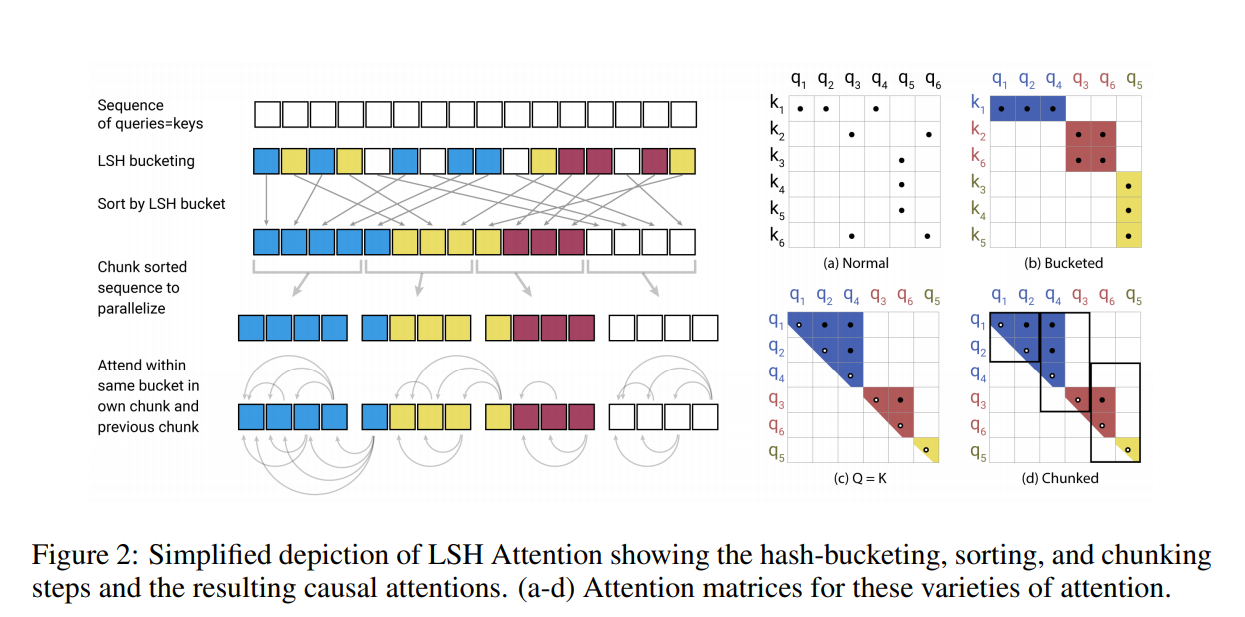 Sequence
of queries=keys
LSH bucketing
Sort by LSH bucket
Chunk sorted
sequence to
parallelize
Attend within
same bucket in
own chunk and
previous chunk
q1 q2 q3 q4 q5 q6
k1
k2
k3
k4
k5
k6
(a) Normal
q1 q2 q4 q3 q6 q5
k1
k2
k6
k3
k4
k5
(b) Bucketed
q1 q2 q4 q3 q6 q5
q1
q2
q4
q3
q6
q5
(c) Q = K
q1 q2 q4 q3 q6 q5
q1
q2
q4
q3
q6
q5
(d) Chunked
Figure 2: Simplified depiction of LSH Attention showing the hash-bucketing, sorting, and chunking
steps and the resulting causal attentions. (a-d) Attention matrices for these varieties of attention.